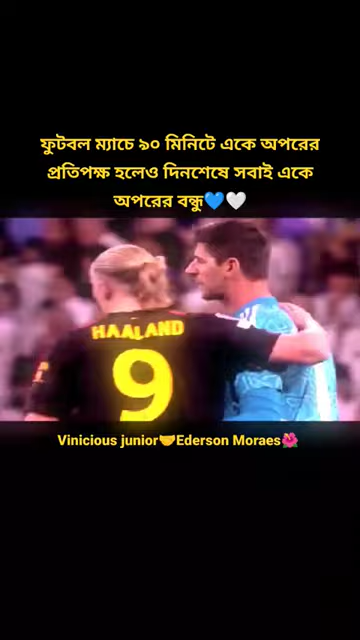 ফুটবল ম্যাচে ৯০ মিনিটে একে অপরের
প্রতিপক্ষ হলেও দিনশেষে সবাই একে
অপরের বন্ধু💙🤍
HAALAND
9
Vinicious junior🤝Ederson Moraes🌺